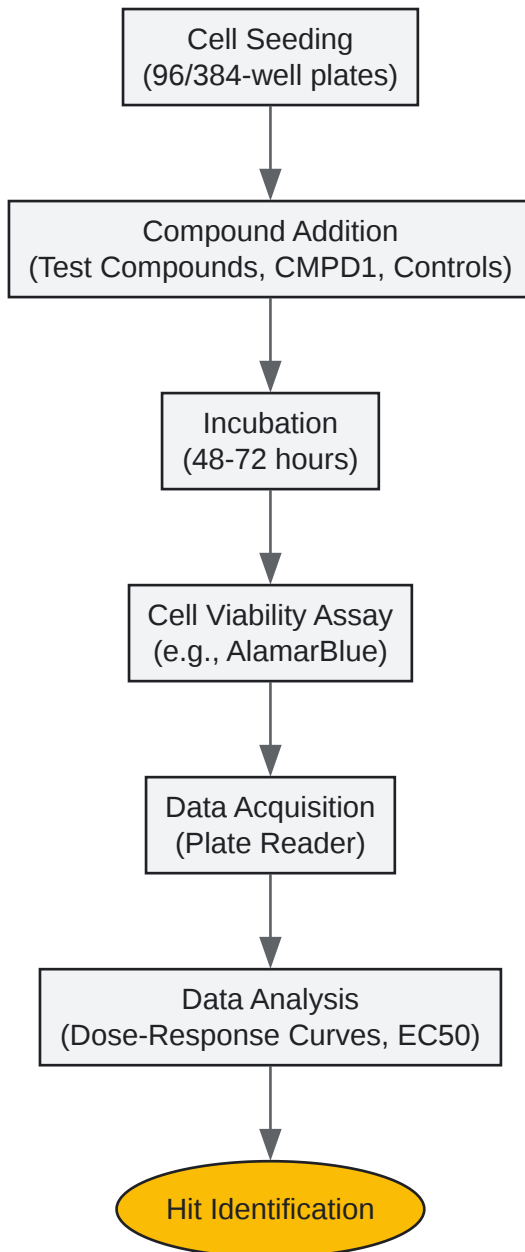 Cell Seeding
(96/384-well plates)
Compound Addition
(Test Compounds, CMPD1, Controls)
Incubation
(48-72 hours)
Cell Viability Assay
(e.g., AlamarBlue)
Data Acquisition
(Plate Reader)
Data Analysis
(Dose-Response Curves, EC50)
Hit Identification